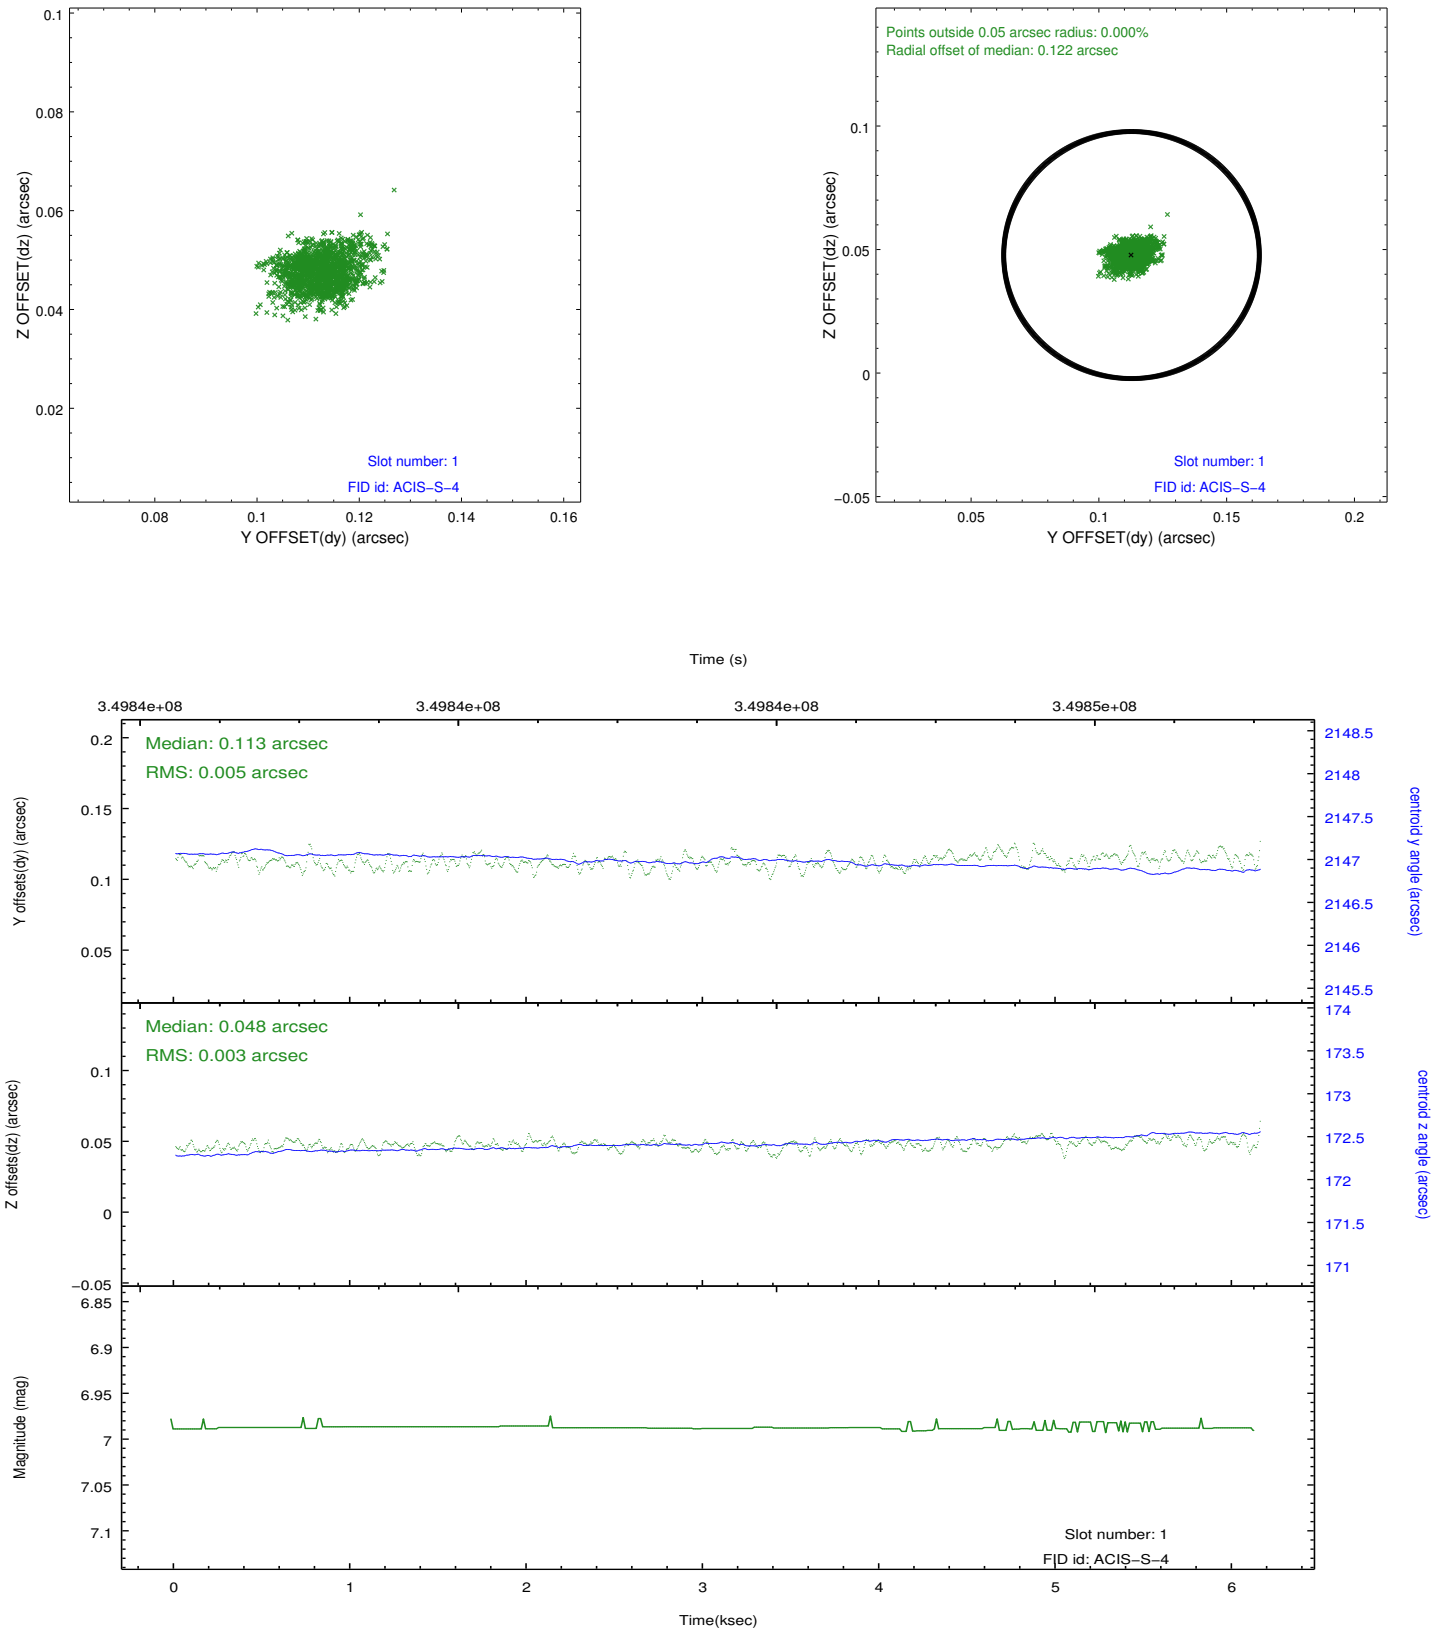 0.1
0.08
0.06
0.04
0.02
Z OFFSET(dz) (arcsec)
Slot number: 1
FID id: ACIS−S−4
0.08 0.1 0.12 0.14 0.16
Y OFFSET(dy) (arcsec)
Points outside 0.05 arcsec radius: 0.000%
Radial offset of median: 0.122 arcsec
0.1
0.05
0
−0.05
Z OFFSET(dz) (arcsec)
Slot number: 1
FID id: ACIS−S−4
0.05 0.1 0.15 0.2
Y OFFSET(dy) (arcsec)
Time (s)
3.4984e+08 3.4984e+08 3.4984e+08 3.4985e+08
Median: 0.113 arcsec
RMS: 0.005 arcsec
0.2
0.15
0.1
0.05
Y offsets(dy) (arcsec)
2148.5
2148
2147.5
2147
2146.5
2146
2145.5
centroid y angle (arcsec)
Median: 0.048 arcsec
RMS: 0.003 arcsec
0.1
0.05
0
−0.05
Z offsets(dz) (arcsec)
174
173.5
173
172.5
172
171.5
171
centroid z angle (arcsec)
6.85
6.9
6.95
7
7.05
7.1
Magnitude (mag)
Slot number: 1
FID id: ACIS−S−4
0 1 2 3 4 5 6
Time(ksec)